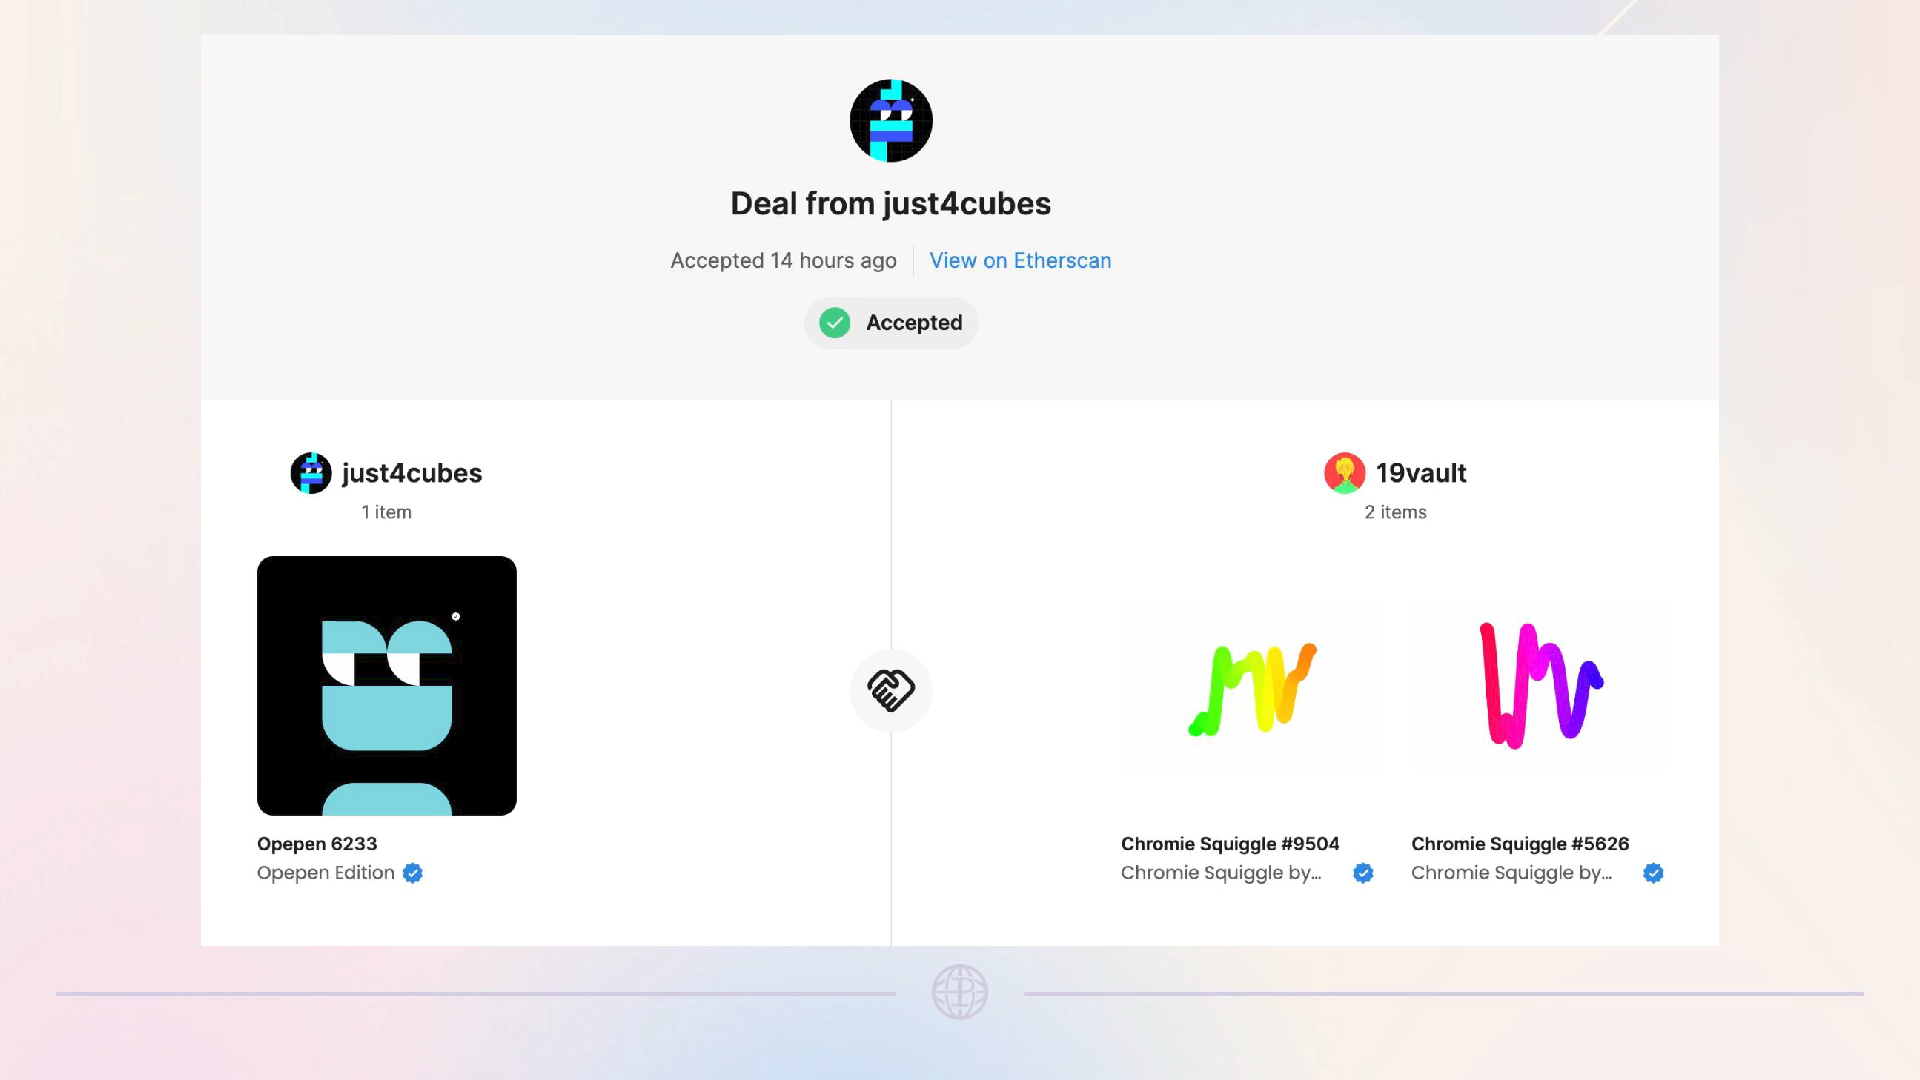 Deal from just4cubes
Accepted 14 hours ago
View on Etherscan
Accepted
just4cubes
1 item
19vault
2 items
Opepen 6233
Opepen Edition
Chromie Squiggle #9504
Chromie Squiggle by...
Chromie Squiggle #5626
Chromie Squiggle by...